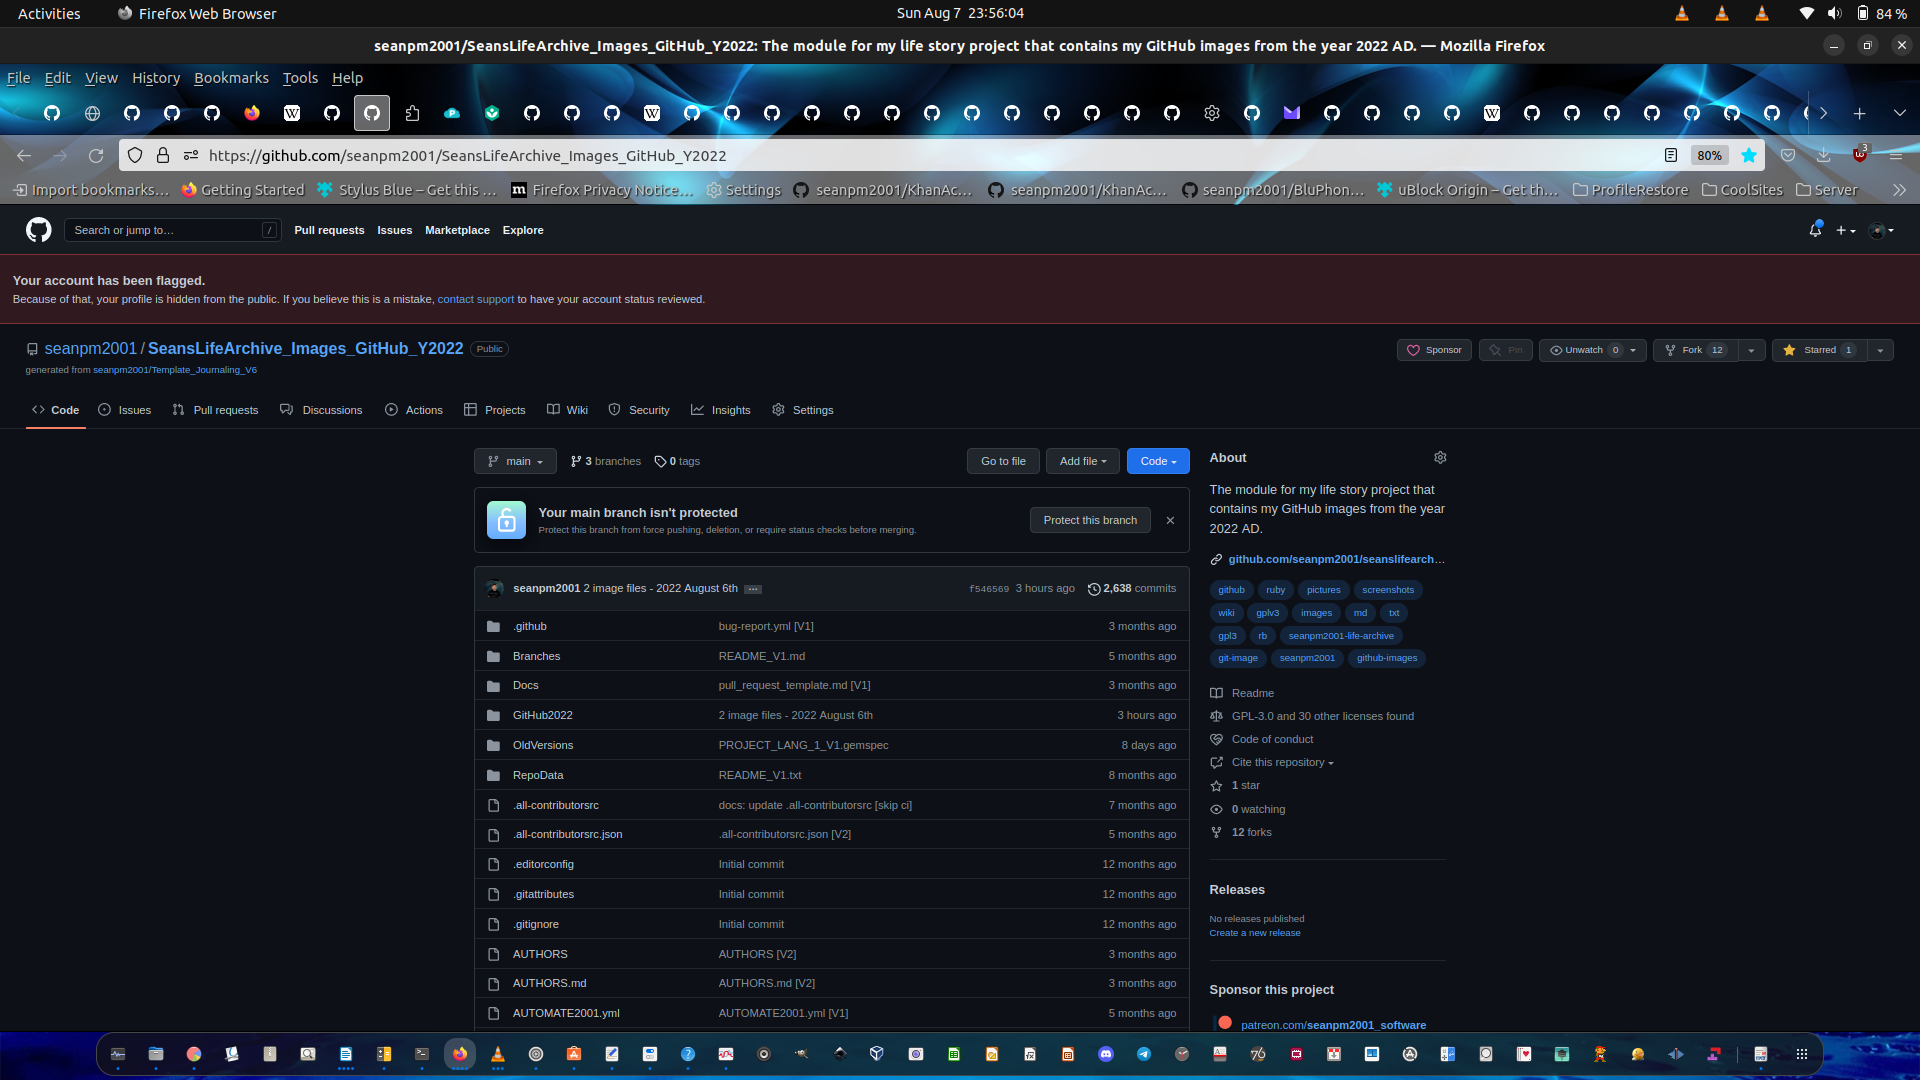 Activities
Firefox Web Browser
Sun Aug 7 23:56:04
84 %
seanpm2001/SeansLifeArchive_Images_GitHub_Y2022: The module for my life story project that contains my GitHub images from the year 2022 AD. — Mozilla Firefox
File Edit View History Bookmarks Tools Help
https://github.com/seanpm2001/SeansLifeArchive_Images_GitHub_Y2022
80%
3
Import bookmarks… Getting Started Stylus Blue – Get this … Firefox Privacy Notice… Settings seanpm2001/KhanAc… seanpm2001/KhanAc… seanpm2001/BluPhon… uBlock Origin – Get th… ProfileRestore CoolSites Server
Search or jump to… /
Pull requests Issues Marketplace Explore
Your account has been flagged.
Because of that, your profile is hidden from the public. If you believe this is a mistake, contact support to have your account status reviewed.
seanpm2001 / SeansLifeArchive_Images_GitHub_Y2022 Public
Sponsor Pin Unwatch 0 Fork 12 Starred 1
generated from seanpm2001/Template_Journaling_V6
Code Issues Pull requests Discussions Actions Projects Wiki Security Insights Settings
main 3 branches 0 tags Go to file Add file Code
Your main branch isn't protected
Protect this branch from force pushing, deletion, or require status checks before merging.
Protect this branch
seanpm2001 2 image files - 2022 August 6th … f546569 3 hours ago 2,638 commits
.github bug-report.yml [V1] 3 months ago
Branches README_V1.md 5 months ago
Docs pull_request_template.md [V1] 3 months ago
GitHub2022 2 image files - 2022 August 6th 3 hours ago
OldVersions PROJECT_LANG_1_V1.gemspec 8 days ago
RepoData README_V1.txt 8 months ago
.all-contributorsrc docs: update .all-contributorsrc [skip ci] 7 months ago
.all-contributorsrc.json .all-contributorsrc.json [V2] 5 months ago
.editorconfig Initial commit 12 months ago
.gitattributes Initial commit 12 months ago
.gitignore Initial commit 12 months ago
AUTHORS AUTHORS [V2] 3 months ago
AUTHORS.md AUTHORS.md [V2] 3 months ago
AUTOMATE2001.yml AUTOMATE2001.yml [V1] 5 months ago
About
The module for my life story project that
contains my GitHub images from the year
2022 AD.
github.com/seanpm2001/seanslifearch…
github ruby pictures screenshots
wiki gplv3 images md txt
gpl3 rb seanpm2001-life-archive
git-image seanpm2001 github-images
Readme
GPL-3.0 and 30 other licenses found
Code of conduct
Cite this repository
1 star
0 watching
12 forks
Releases
No releases published
Create a new release
Sponsor this project
patreon.com/seanpm2001_software